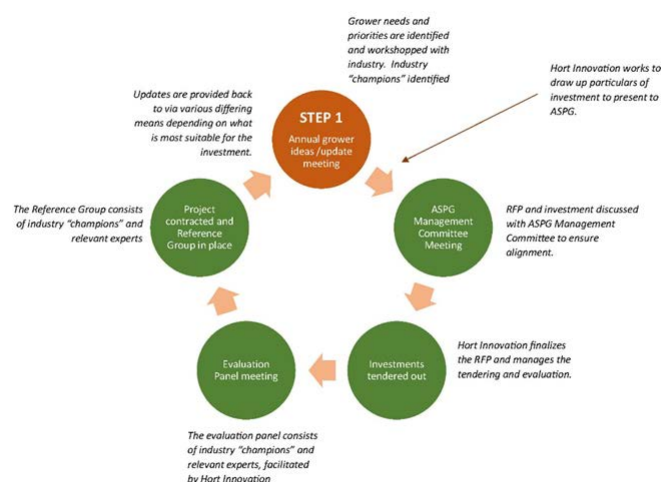 Grower needs and
priorities are identified
and workshopped with
industry. Industry
"champions" identified
Hort Innovation works to
draw up particulars of
investment to present to
ASPG.
Updates are provided back
to via various differing
means depending on what
is most suitable for the
investment.
STEP 1
Annual grower
ideas /update
meeting
The Reference Group consists
of industry "champions" and
relevant experts
Project
contracted and
Reference
Group in place
ASPG
Management
Committee
Meeting
RFP and investment discussed
with ASPG Management
Committee to ensure
alignment.
Evaluation
Panel meeting
Investments
tendered out
Hort Innovation finalizes
the RFP and manages the
tendering and evaluation.
The evaluation panel consists
of industry "champions" and
relevant experts, facilitated
by Hort Innovation